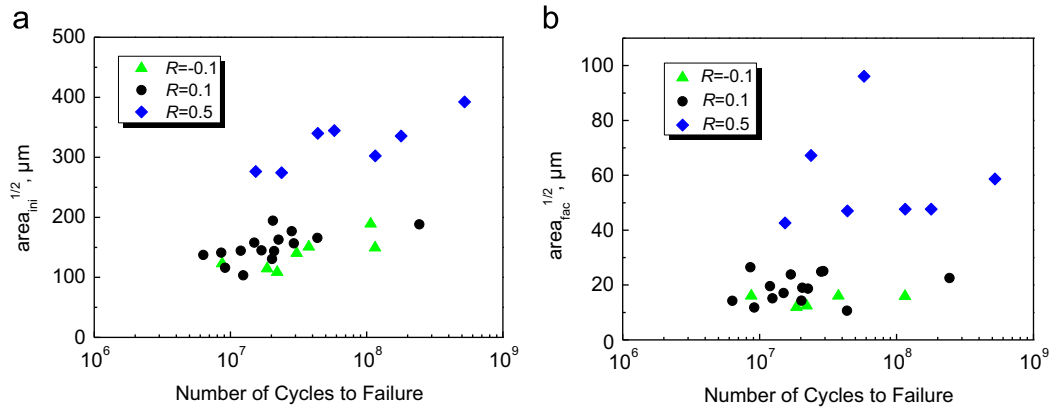 a
500
400
300
200
100
0
area_ini^1/2, µm
R=-0.1
R=0.1
R=0.5
10^6 10^7 10^8 10^9
Number of Cycles to Failure
b
100
80
60
40
20
0
area_fac^1/2, µm
R=-0.1
R=0.1
R=0.5
10^6 10^7 10^8 10^9
Number of Cycles to Failure